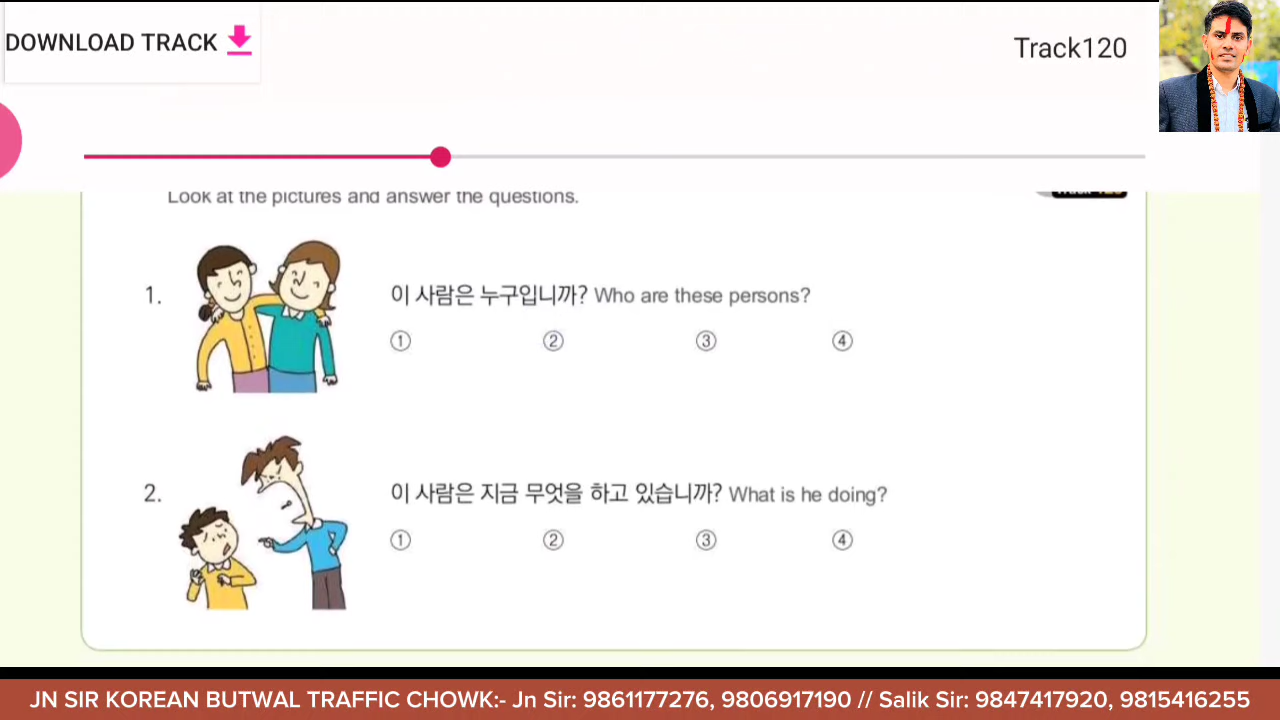 DOWNLOAD TRACK
Track120
Look at the pictures and answer the questions.
1.
이 사람은 누구입니까? Who are these persons?
① ② ③ ④
2.
이 사람은 지금 무엇을 하고 있습니까? What is he doing?
① ② ③ ④
JN SIR KOREAN BUTWAL TRAFFIC CHOWK:- Jn Sir: 9861177276, 9806917190 // Salik Sir: 9847417920, 9815416255